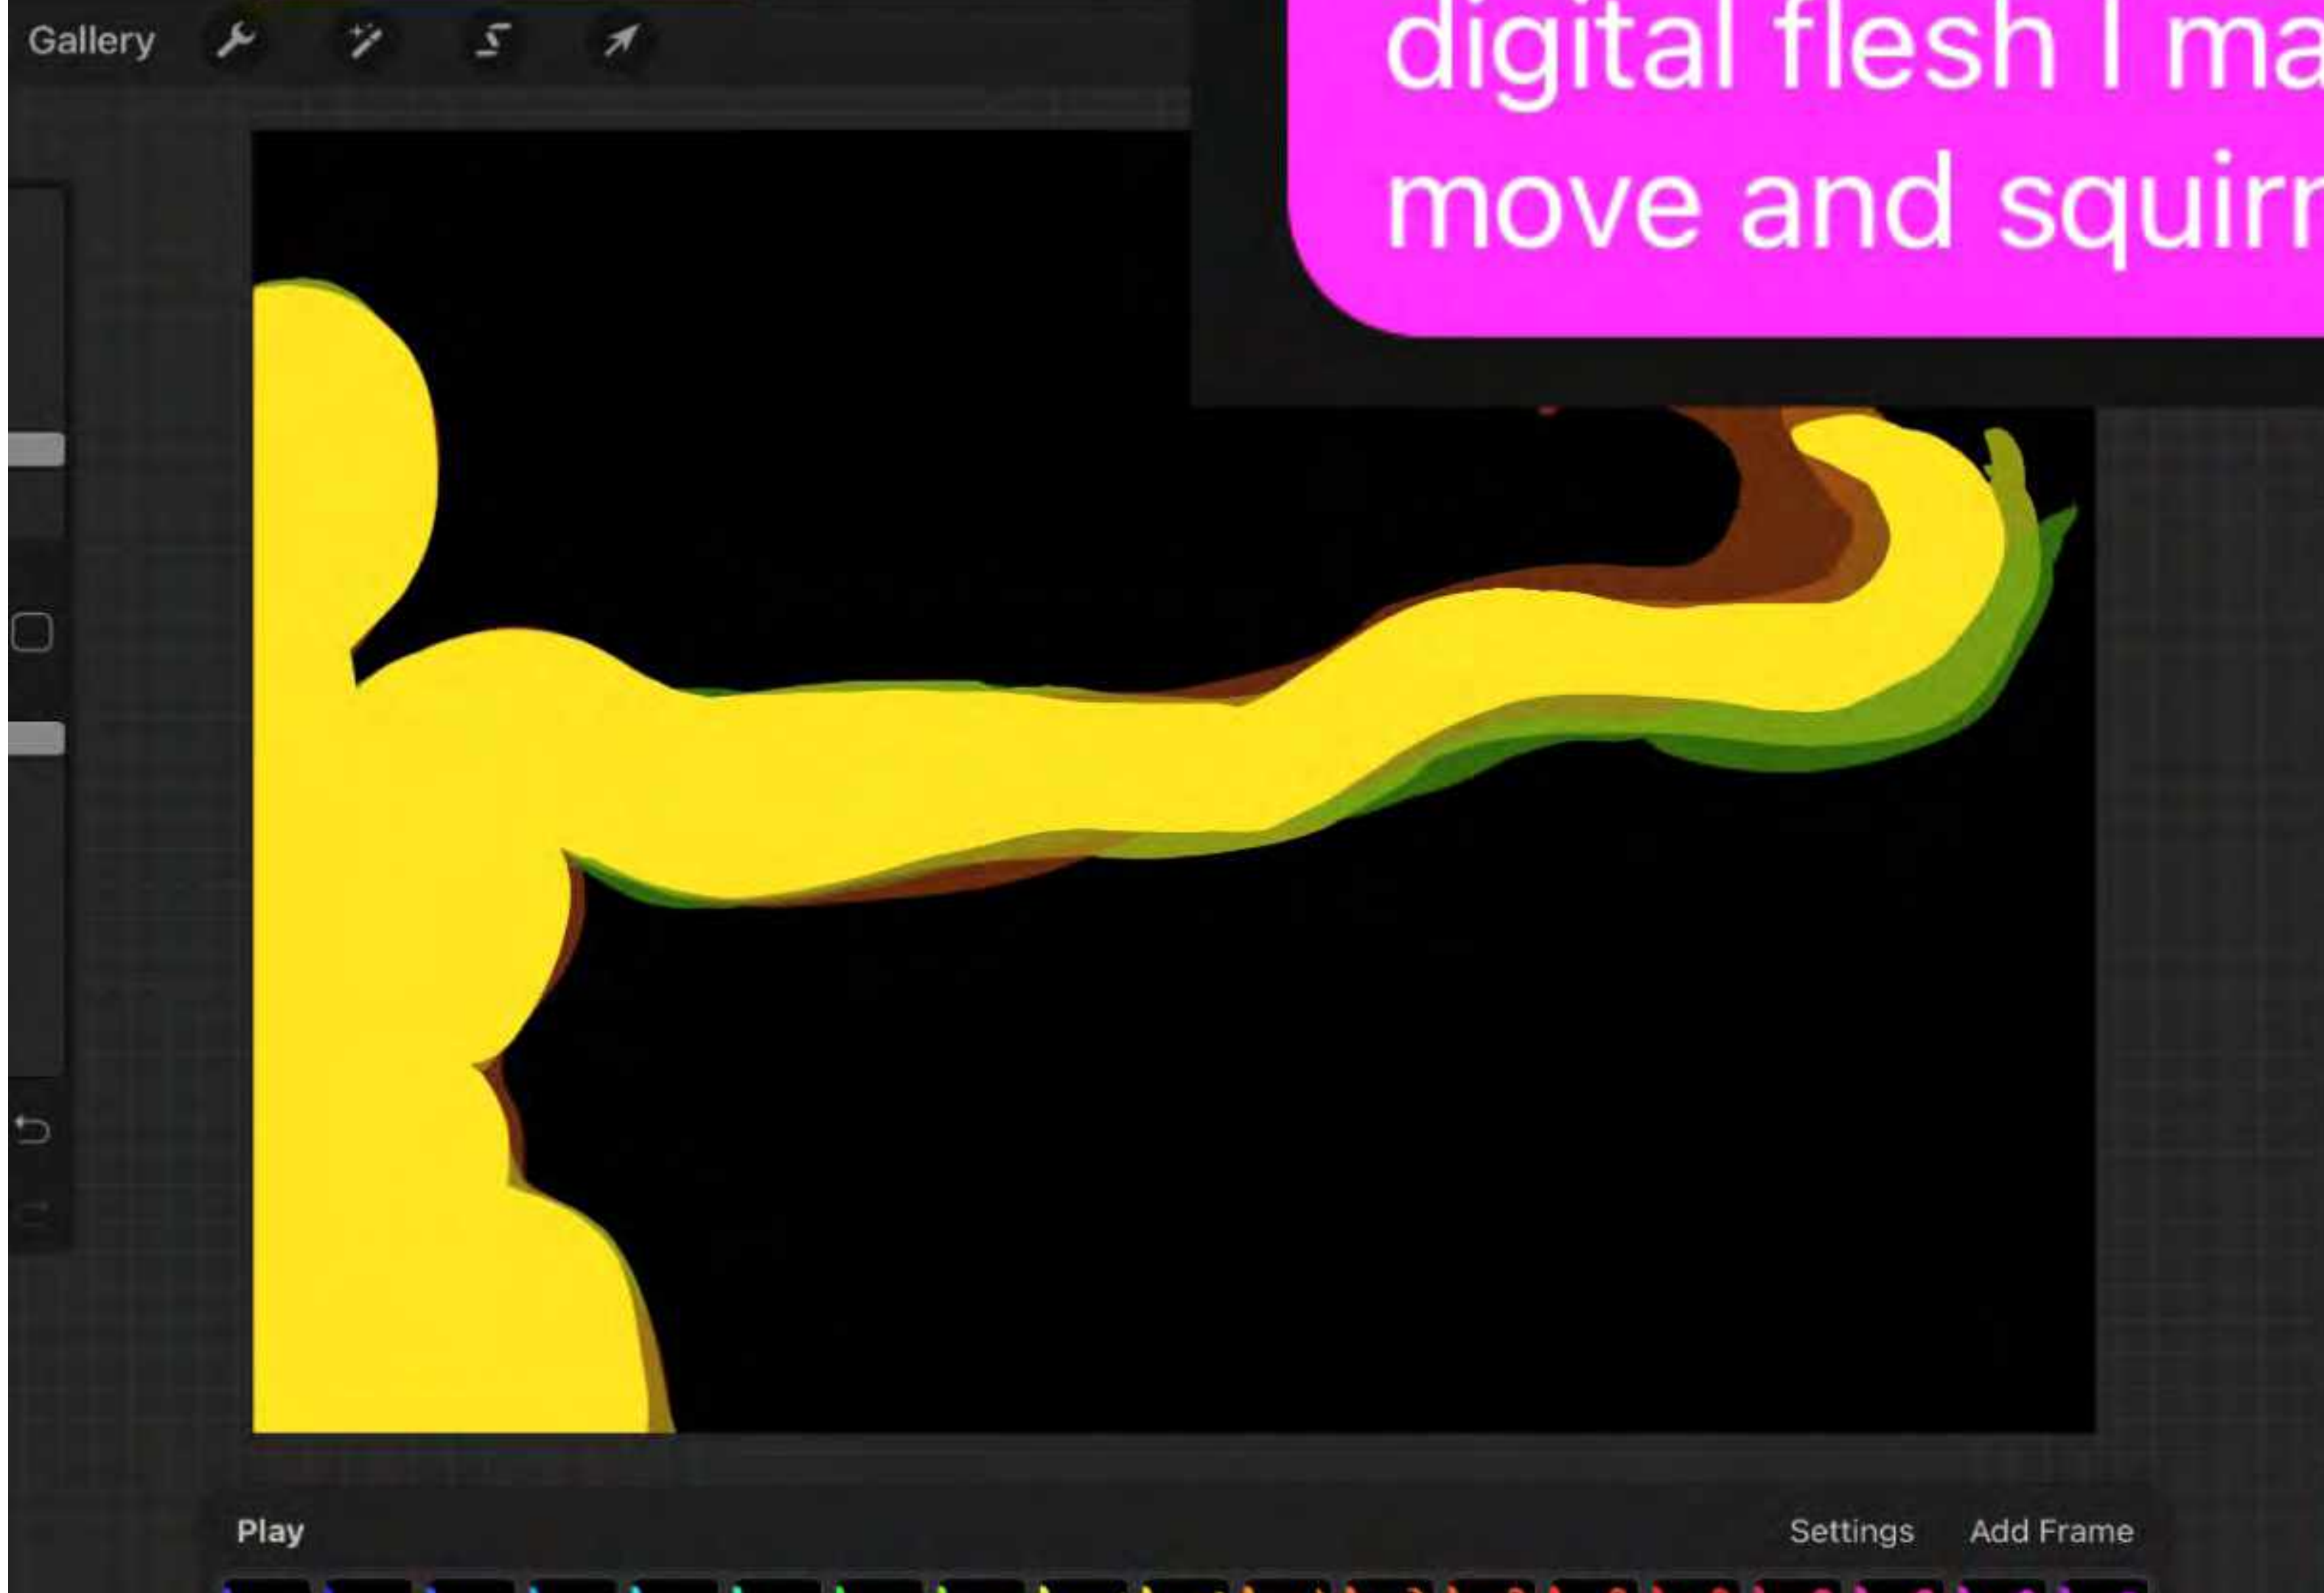 Gallery
digital flesh I ma
move and squirr
Play
Settings Add Frame